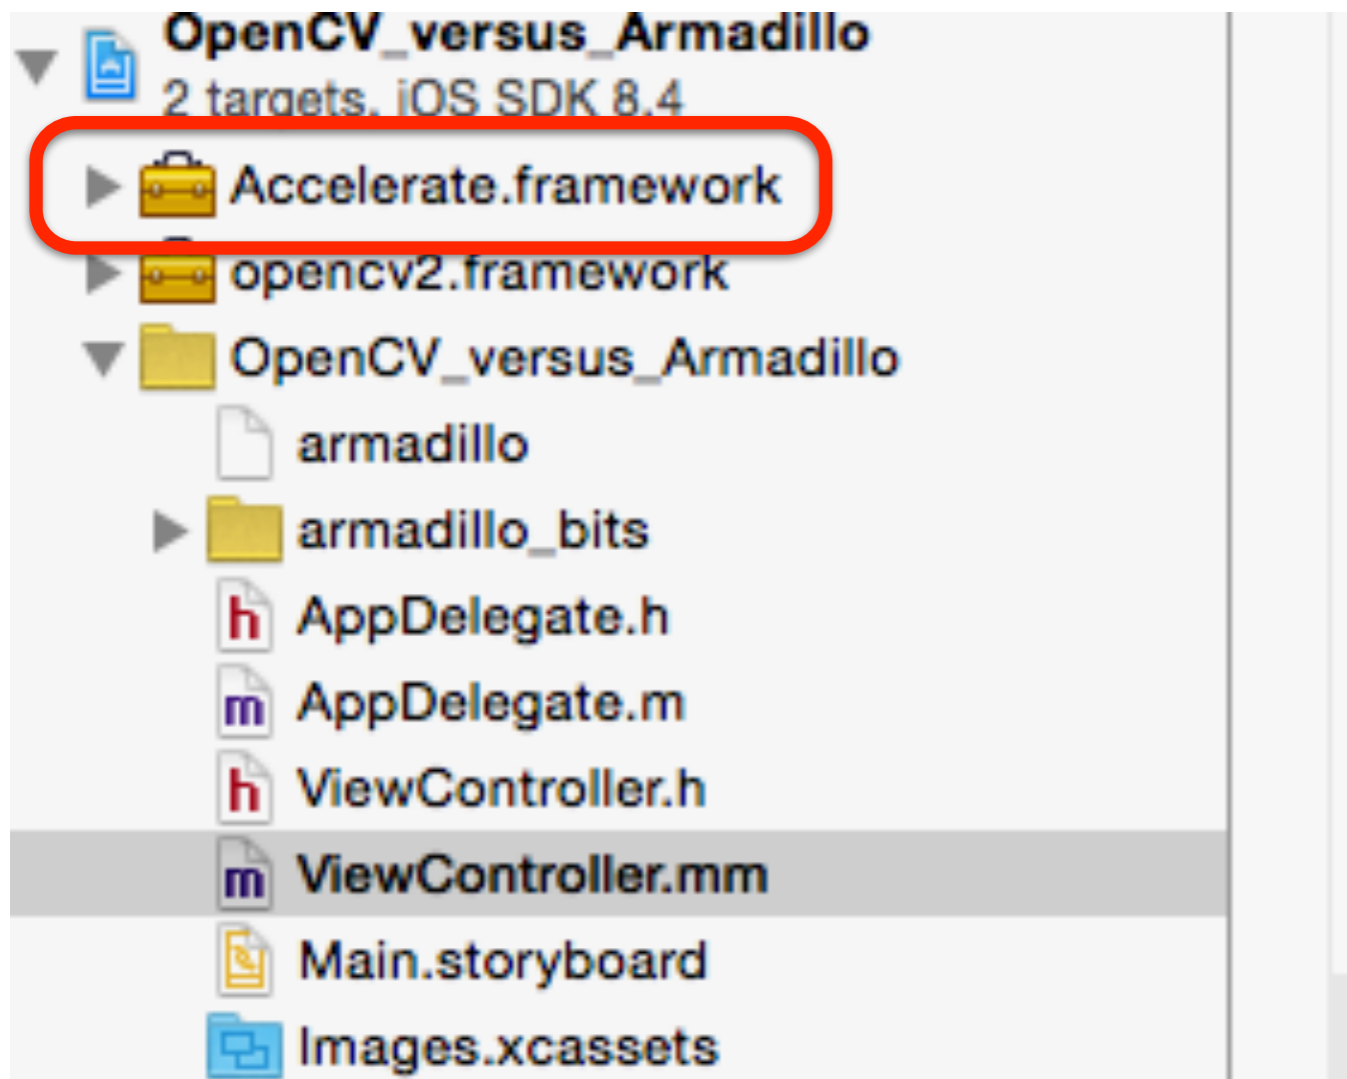 OpenCV_versus_Armadillo
2 targets, iOS SDK 8.4
Accelerate.framework
opencv2.framework
OpenCV_versus_Armadillo
armadillo
armadillo_bits
h AppDelegate.h
m AppDelegate.m
h ViewController.h
m ViewController.mm
Main.storyboard
Images.xcassets